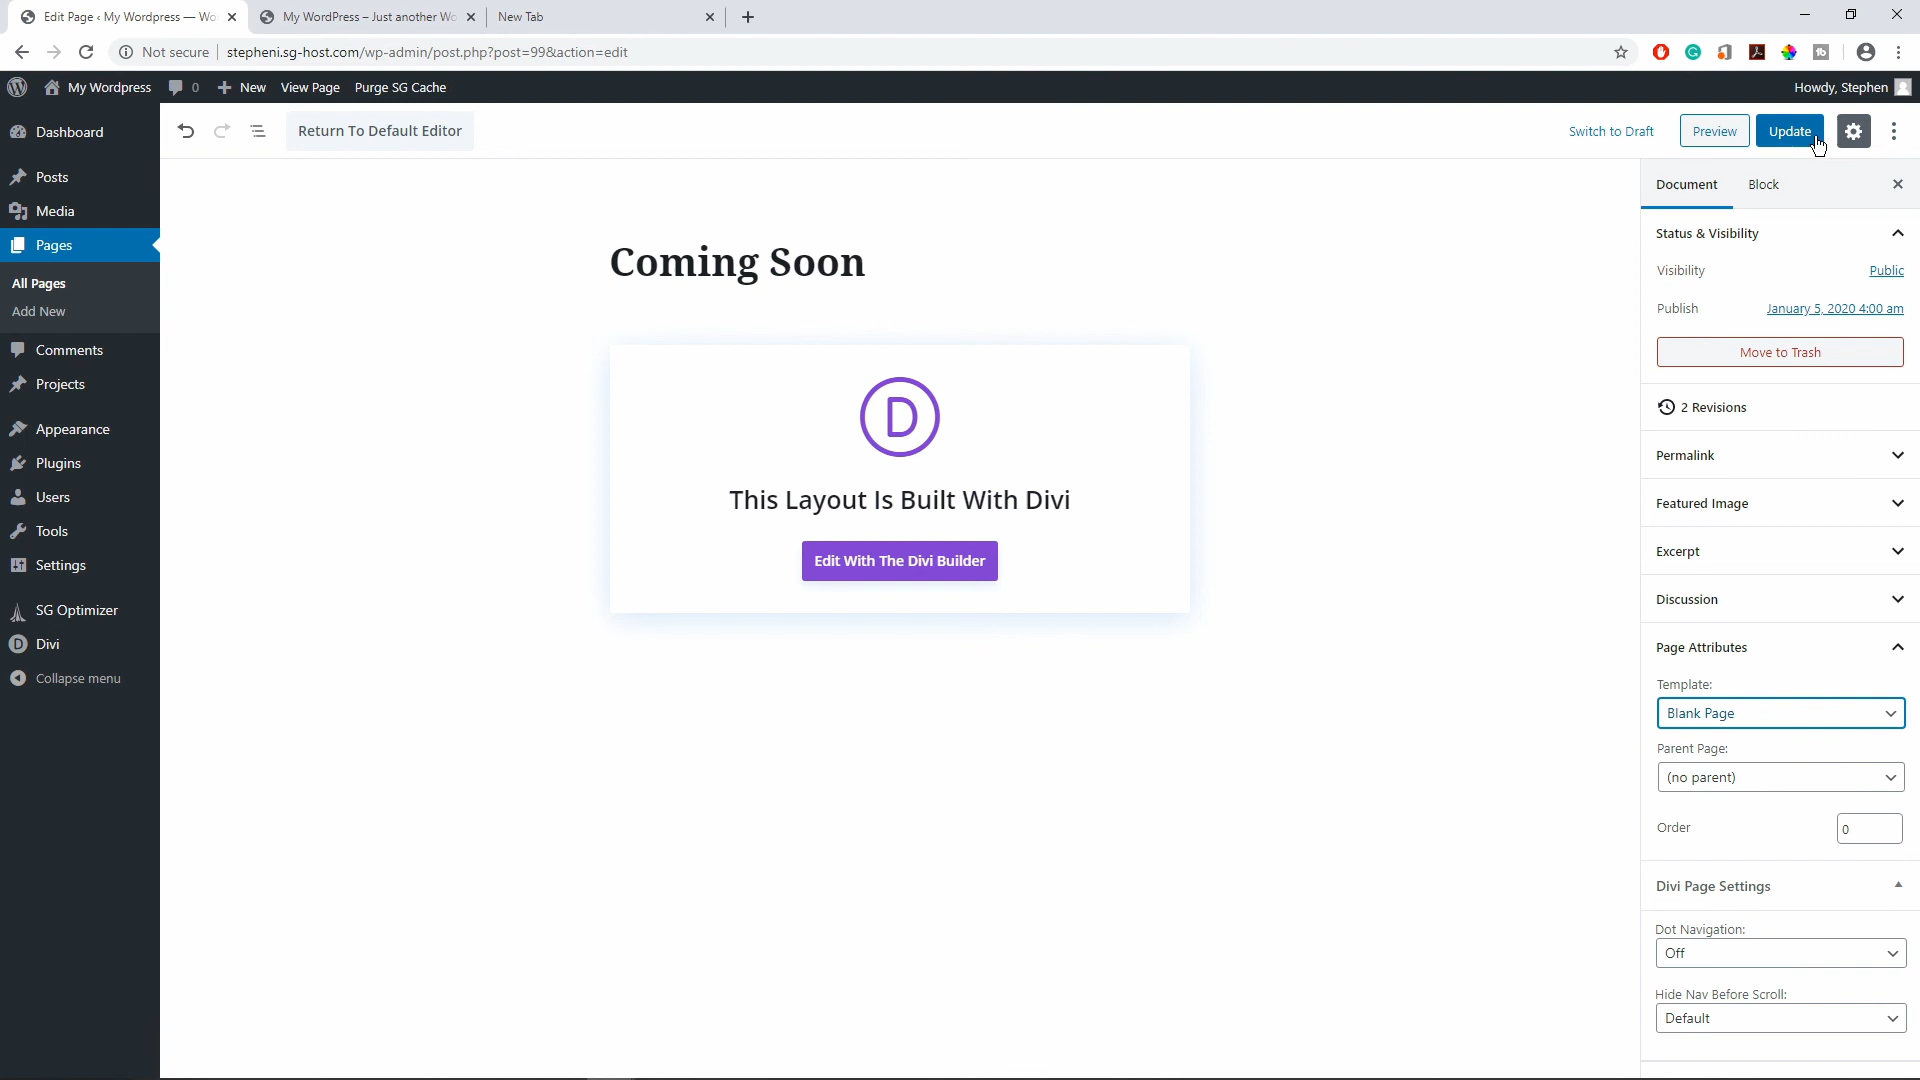 Edit Page ‹ My Wordpress — Wo
My WordPress – Just another Wo
New Tab
Not secure
stepheni.sg-host.com/wp-admin/post.php?post=99&action=edit
My Wordpress
0
New
View Page
Purge SG Cache
Howdy, Stephen
Dashboard
Posts
Media
Pages
All Pages
Add New
Comments
Projects
Appearance
Plugins
Users
Tools
Settings
SG Optimizer
Divi
Collapse menu
Return To Default Editor
Switch to Draft
Preview
Update
Coming Soon
D
This Layout Is Built With Divi
Edit With The Divi Builder
Document
Block
Status & Visibility
Visibility
Public
Publish
January 5, 2020 4:00 am
Move to Trash
2 Revisions
Permalink
Featured Image
Excerpt
Discussion
Page Attributes
Template:
Blank Page
Parent Page:
(no parent)
Order
0
Divi Page Settings
Dot Navigation:
Off
Hide Nav Before Scroll:
Default